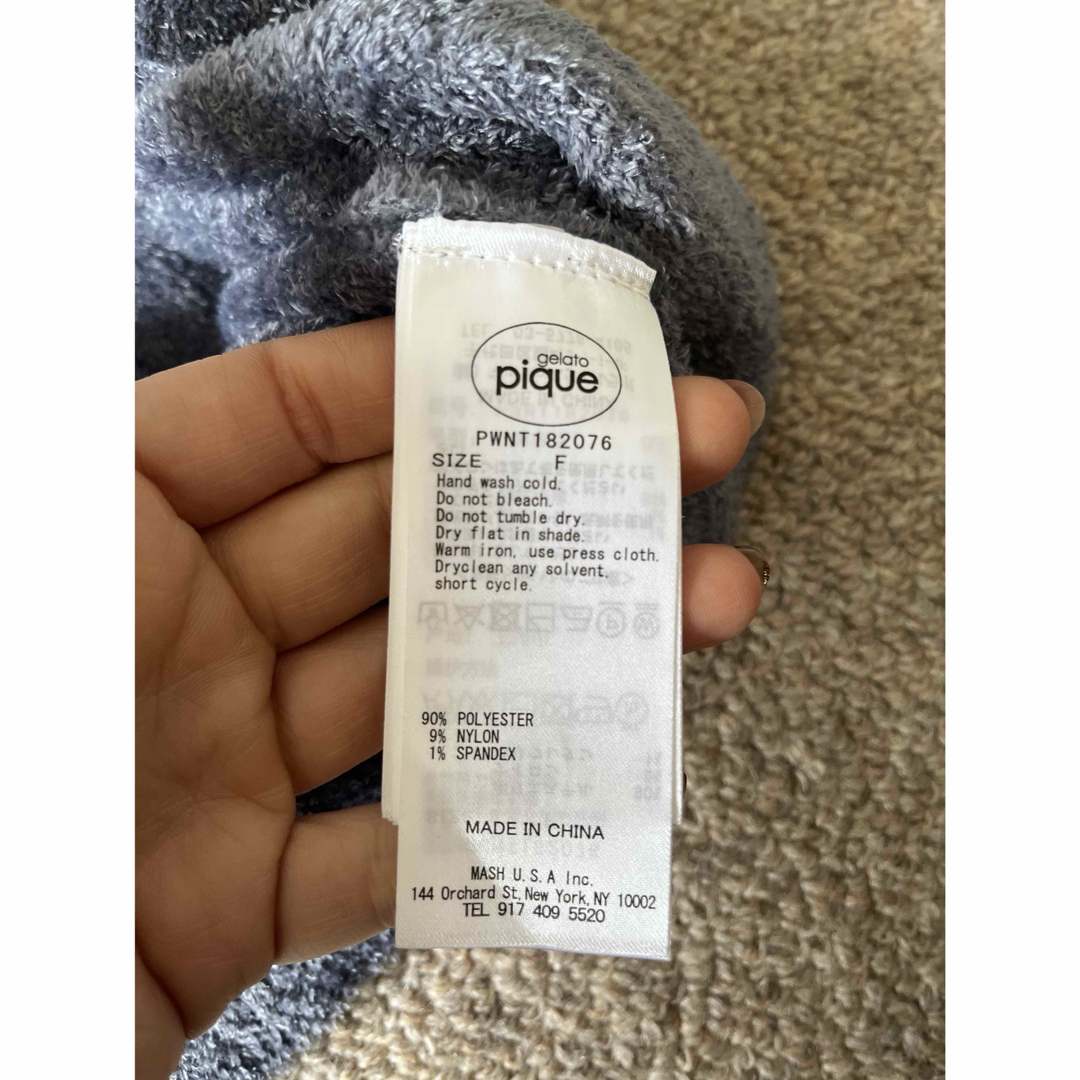 gelato
pique
PWNT182076
SIZE F
Hand wash cold.
Do not bleach.
Do not tumble dry.
Dry flat in shade.
Warm iron, use press cloth.
Dryclean any solvent.
short cycle.
90% POLYESTER
9% NYLON
1% SPANDEX
MADE IN CHINA
MASH U.S.A Inc.
144 Orchard St, New York, NY 10002
TEL 917 409 5520